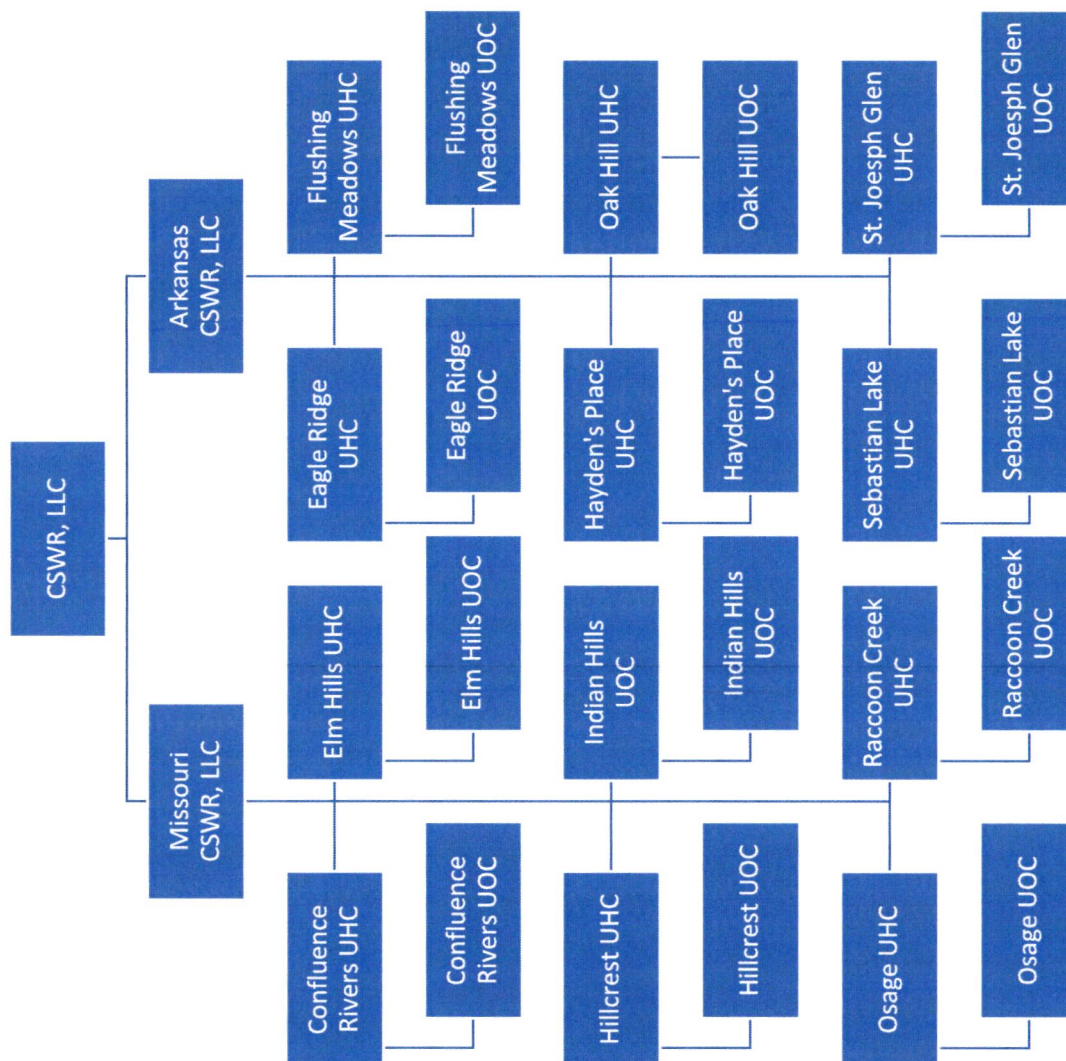 CSWR, LLC
Missouri
CSWR, LLC
Arkansas
CSWR, LLC
Confluence
Rivers UHC
Elm Hills UHC
Eagle Ridge
UHC
Flushing
Meadows UHC
Confluence
Rivers UOC
Elm Hills UOC
Eagle Ridge
UOC
Flushing
Meadows UOC
Hillcrest UHC
Indian Hills
UOC
Hayden's Place
UHC
Oak Hill UHC
Hillcrest UOC
Indian Hills
UOC
Hayden's Place
UOC
Oak Hill UOC
Osage UHC
Raccoon Creek
UHC
Sebastian Lake
UHC
St. Joesph Glen
UHC
Osage UOC
Raccoon Creek
UOC
Sebastian Lake
UOC
St. Joesph Glen
UOC